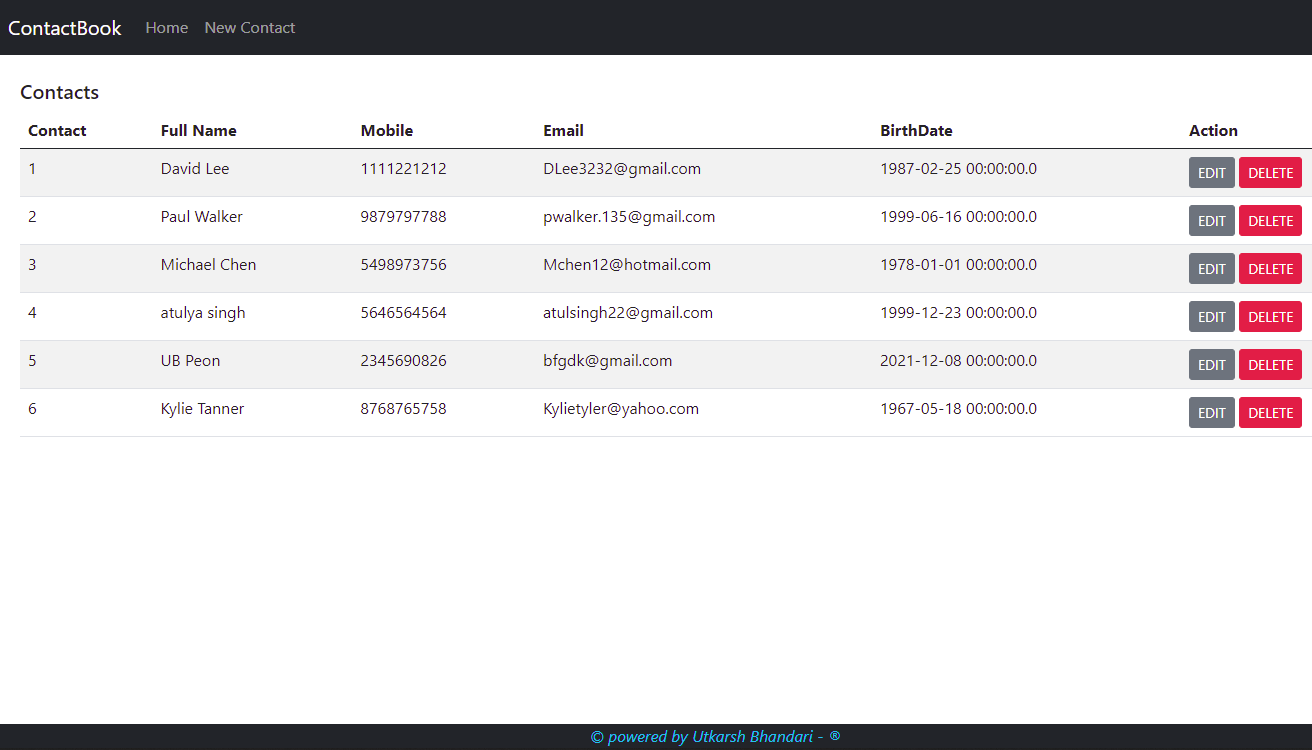 ContactBook Home New Contact
Contacts
Contact Full Name Mobile Email BirthDate Action
1 David Lee 1111221212 DLee3232@gmail.com 1987-02-25 00:00:00.0 EDIT DELETE
2 Paul Walker 9879797788 pwalker.135@gmail.com 1999-06-16 00:00:00.0 EDIT DELETE
3 Michael Chen 5498973756 Mchen12@hotmail.com 1978-01-01 00:00:00.0 EDIT DELETE
4 atulya singh 5646564564 atulsingh22@gmail.com 1999-12-23 00:00:00.0 EDIT DELETE
5 UB Peon 2345690826 bfgdk@gmail.com 2021-12-08 00:00:00.0 EDIT DELETE
6 Kylie Tanner 8768765758 Kylietyler@yahoo.com 1967-05-18 00:00:00.0 EDIT DELETE
© powered by Utkarsh Bhandari - ®